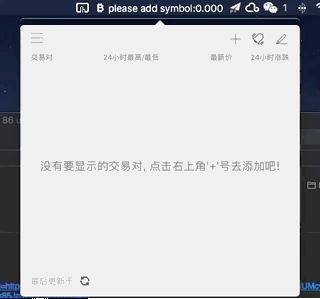 please add symbol:0.000
1
交易对 24小时最高/最低 最新价 24小时涨跌
86 u
没有要显示的交易对, 点击右上角'+'号去添加吧!
最后更新于